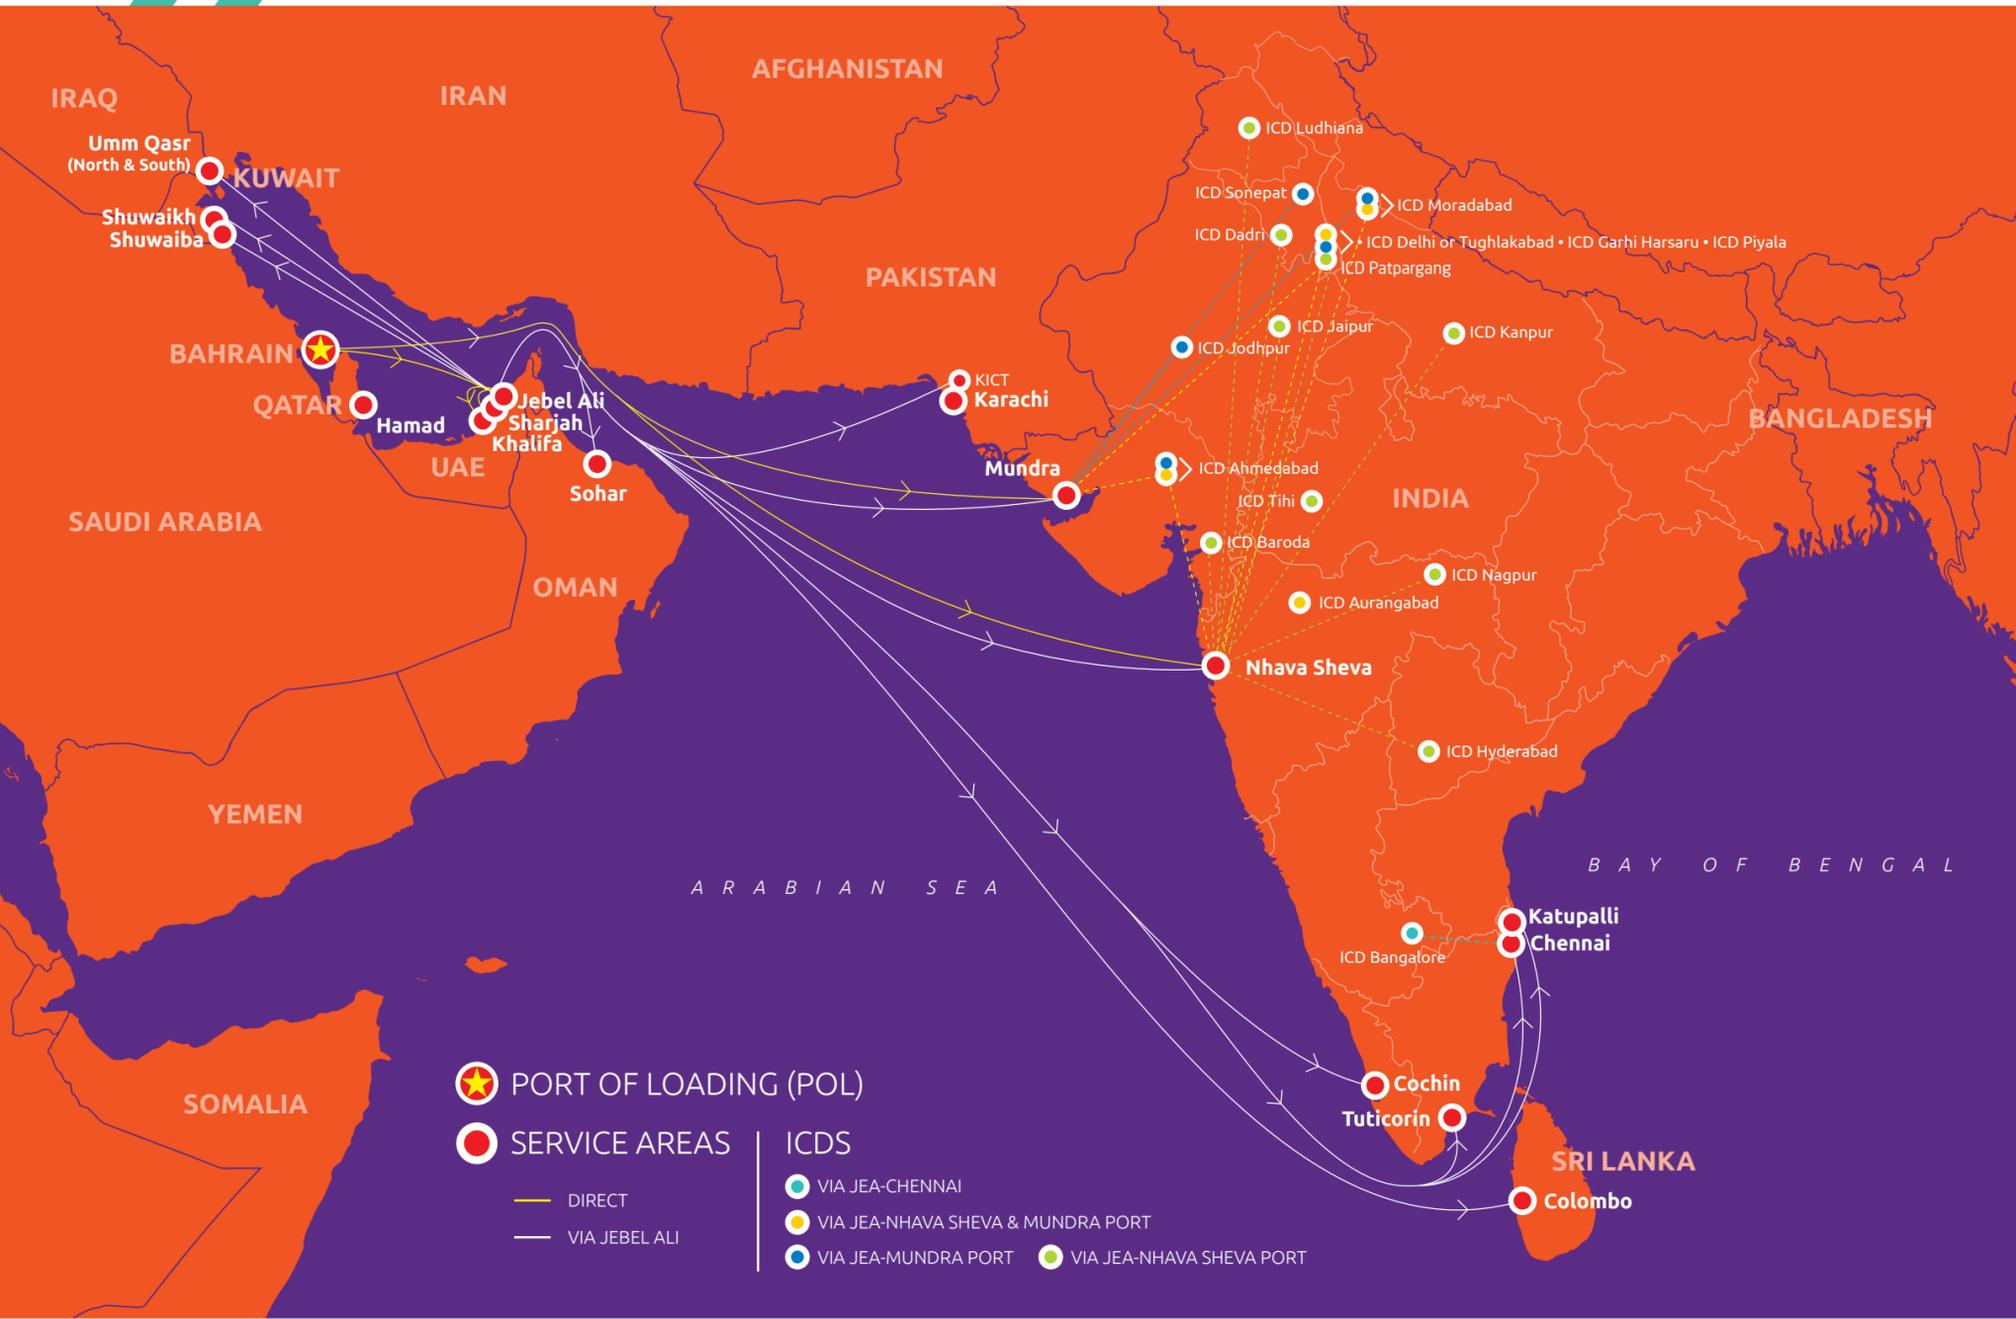 AFGHANISTAN
IRAQ
IRAN
Umm Qasr
(North & South)
KUWAIT
Shuwaikh
Shuwaiba
BAHRAIN
QATAR
Hamad
Jebel Ali
Sharjah
Khalifa
UAE
Sohar
SAUDI ARABIA
OMAN
YEMEN
SOMALIA
PAKISTAN
KICT
Karachi
Mundra
ICD Ludhiana
ICD Sonepat
ICD Moradabad
ICD Dadri
• ICD Delhi or Tughlakabad • ICD Garhi Harsaru • ICD Piyala
ICD Patpargang
ICD Jaipur
ICD Kanpur
ICD Jodhpur
BANGLADESH
ICD Ahmedabad
ICD Tihi
INDIA
ICD Baroda
ICD Nagpur
ICD Aurangabad
Nhava Sheva
ICD Hyderabad
BAY OF BENGAL
ARABIAN SEA
Katupalli
Chennai
ICD Bangalore
Cochin
Tuticorin
SRI LANKA
Colombo
PORT OF LOADING (POL)
SERVICE AREAS
DIRECT
VIA JEBEL ALI
ICDS
VIA JEA-CHENNAI
VIA JEA-NHAVA SHEVA & MUNDRA PORT
VIA JEA-MUNDRA PORT
VIA JEA-NHAVA SHEVA PORT